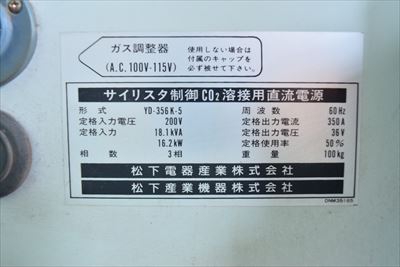 ガス調整器
(A.C.100V-115V)
使用しない場合は
付属のキャップを
必ず被せて下さい。
サイリスタ制御CO2溶接用直流電源
形式 YD-356K-5 周波数 60Hz
定格入力電圧 200V 定格出力電流 350A
定格入力 18.1kVA 定格出力電圧 36V
16.2kW 定格使用率 50%
相数 3相 重量 100kg
松下電器産業株式会社
松下産業機器株式会社